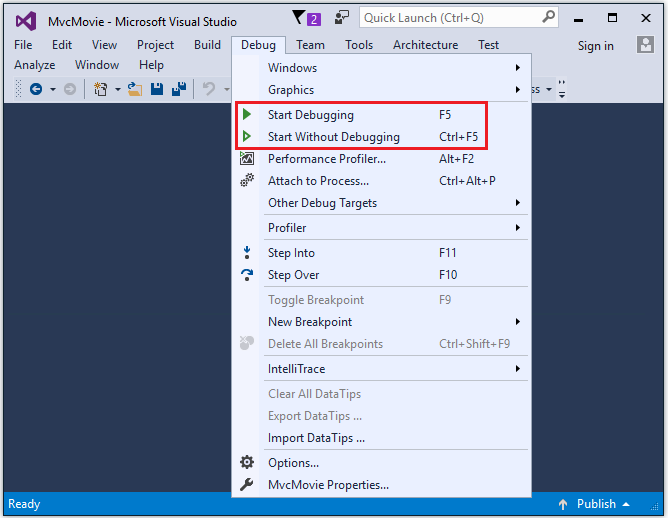 MvcMovie - Microsoft Visual Studio
2
Quick Launch (Ctrl+Q)
File Edit View Project Build Debug Team Tools Architecture Test Sign in
Analyze Window Help
Windows
Graphics
Start Debugging F5
Start Without Debugging Ctrl+F5
Performance Profiler... Alt+F2
Attach to Process... Ctrl+Alt+P
Other Debug Targets
Profiler
Step Into F11
Step Over F10
Toggle Breakpoint F9
New Breakpoint
Delete All Breakpoints Ctrl+Shift+F9
IntelliTrace
Clear All DataTips
Export DataTips ...
Import DataTips ...
Options...
MvcMovie Properties...
Ready Publish